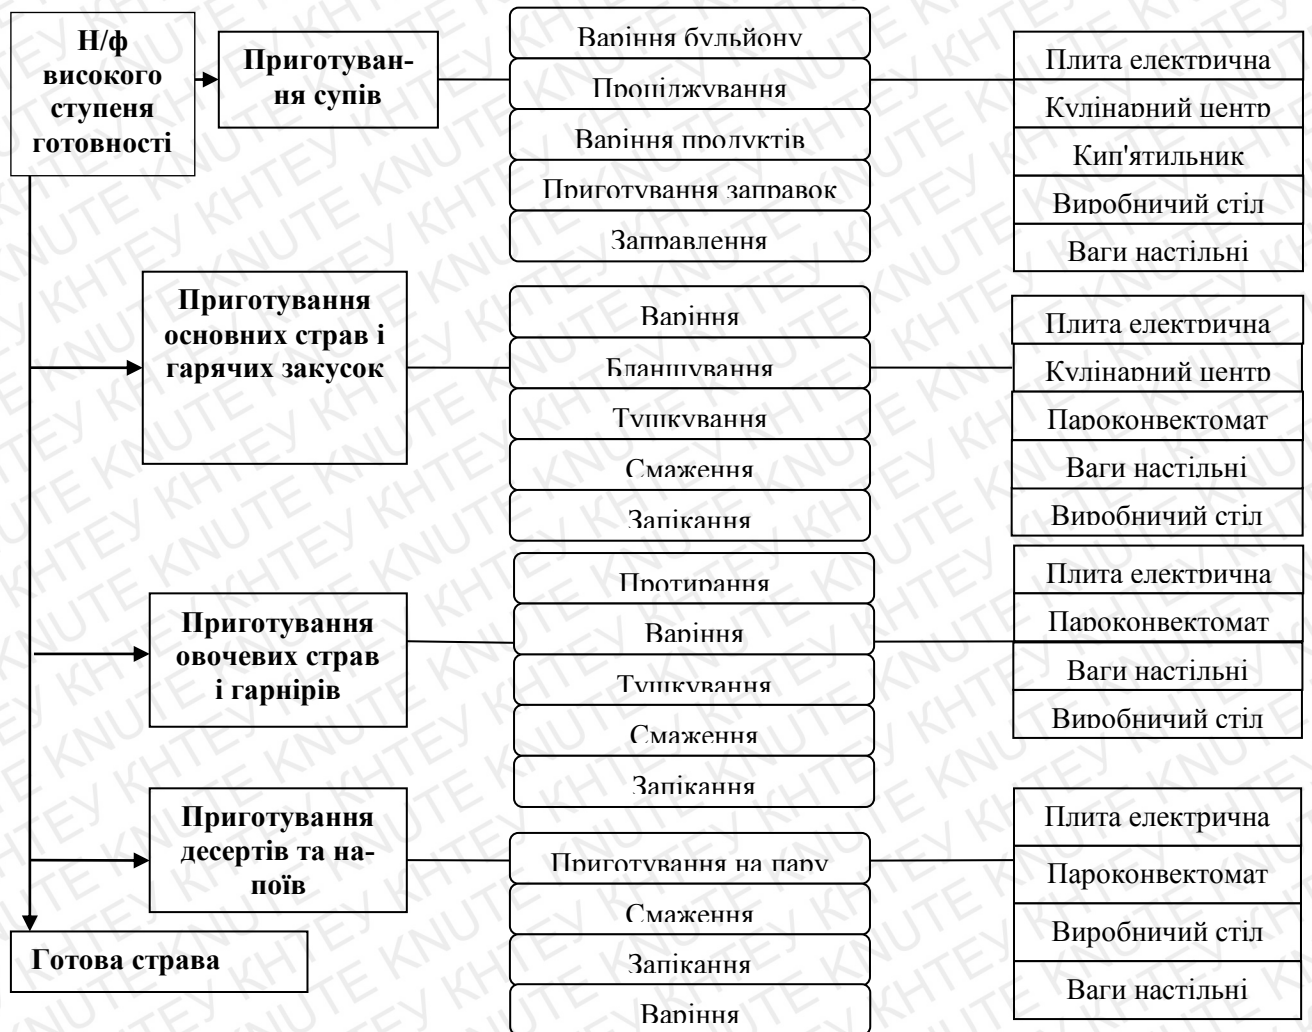 Н/ф
високого
ступеня
готовності
Приготуван-
ня супів
Варіння бульйону
Проціджування
Варіння продуктів
Приготування заправок
Заправлення
Плита електрична
Кулінарний центр
Кип'ятильник
Виробничий стіл
Ваги настільні
Приготування
основних страв і
гарячих закусок
Варіння
Бланшування
Тушкування
Смаження
Запікання
Плита електрична
Кулінарний центр
Пароконвектомат
Ваги настільні
Виробничий стіл
Приготування
овочевих страв
і гарнірів
Протирання
Варіння
Тушкування
Смаження
Запікання
Плита електрична
Пароконвектомат
Ваги настільні
Виробничий стіл
Приготування
десертів та на-
поїв
Приготування на пару
Смаження
Запікання
Варіння
Плита електрична
Пароконвектомат
Виробничий стіл
Ваги настільні
Готова страва